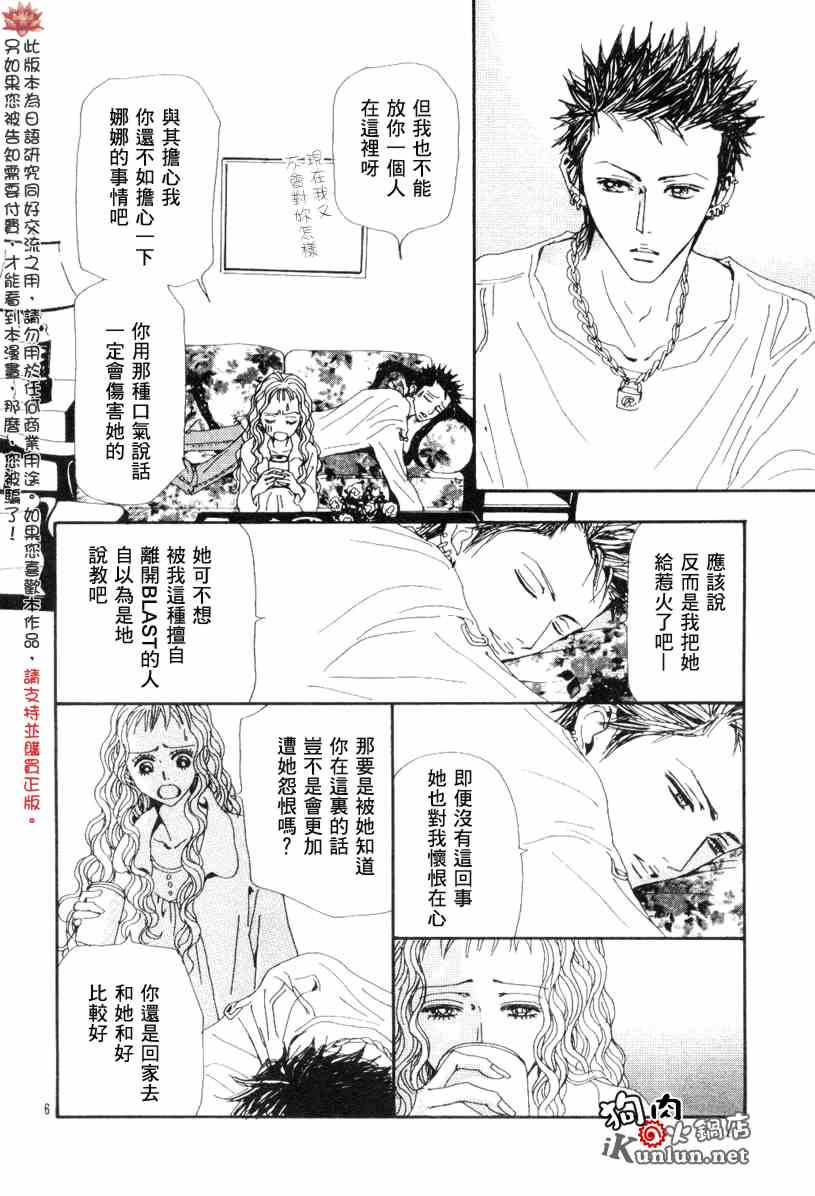 但我也不能
放你一個人
在這裡呀
現在我又
不會對妳怎樣
與其擔心我
你還不如擔心一下
娜娜的事情吧
你用那種口氣說話
一定會傷害她的
應該說
反而是我把她
給惹火了吧—
她可不想
被我這種擅自
離開BLAST的人
自以為是地
說教吧
即便沒有這回事
她也對我懷恨在心
那要是被她知道
你在這裏的話
豈不是會更加
遭她怨恨嗎?
你還是回家去
和她和好
比較好
此版本為日語研究同好交流之用、請勿用於任何商業用途。如果您喜歡本作品、請支持並購買正版。
另如果您被告知需要付費，才能看到本漫畫，那麼，您被騙了!
6
狗肉
火鍋店
iKunlun.net